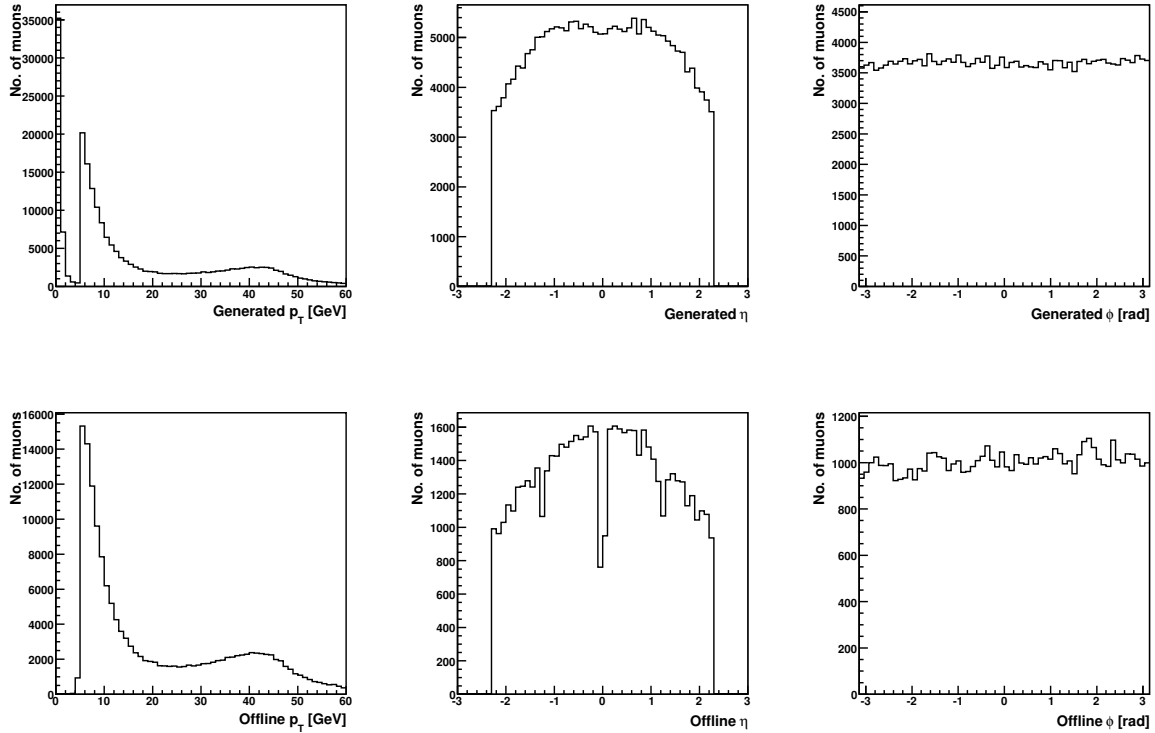 No. of muons
35000
30000
25000
20000
15000
10000
5000
0
0 10 20 30 40 50 60
Generated p_T [GeV]
No. of muons
5000
4000
3000
2000
1000
0
-3 -2 -1 0 1 2 3
Generated η
No. of muons
4500
4000
3500
3000
2500
2000
1500
1000
500
0
-3 -2 -1 0 1 2 3
Generated ϕ [rad]
No. of muons
16000
14000
12000
10000
8000
6000
4000
2000
0
0 10 20 30 40 50 60
Offline p_T [GeV]
No. of muons
1600
1400
1200
1000
800
600
400
200
0
-3 -2 -1 0 1 2 3
Offline η
No. of muons
1200
1000
800
600
400
200
0
-3 -2 -1 0 1 2 3
Offline ϕ [rad]